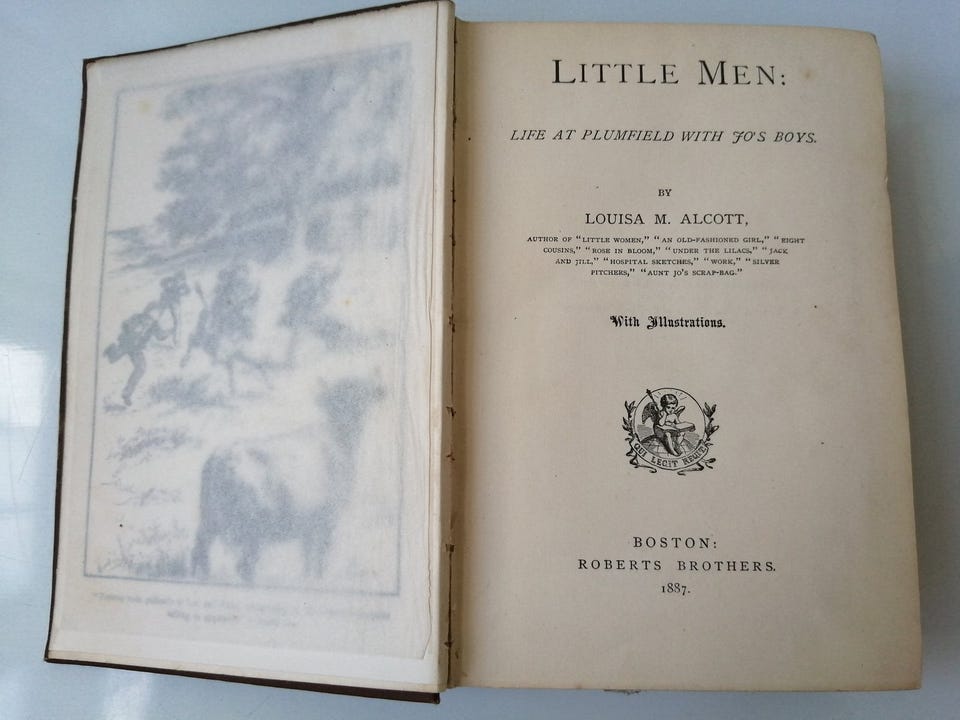 LITTLE MEN:
LIFE AT PLUMFIELD WITH JO'S BOYS.
BY
LOUISA M. ALCOTT,
AUTHOR OF "LITTLE WOMEN," "AN OLD-FASHIONED GIRL," "EIGHT
COUSINS," "ROSE IN BLOOM," "UNDER THE LILACS," "JACK
AND JILL," "HOSPITAL SKETCHES," "WORK," "SILVER
PITCHERS," "AUNT JO'S SCRAP-BAG."
With Illustrations.
QUI LEGIT REGIT
BOSTON:
ROBERTS BROTHERS.
1887.